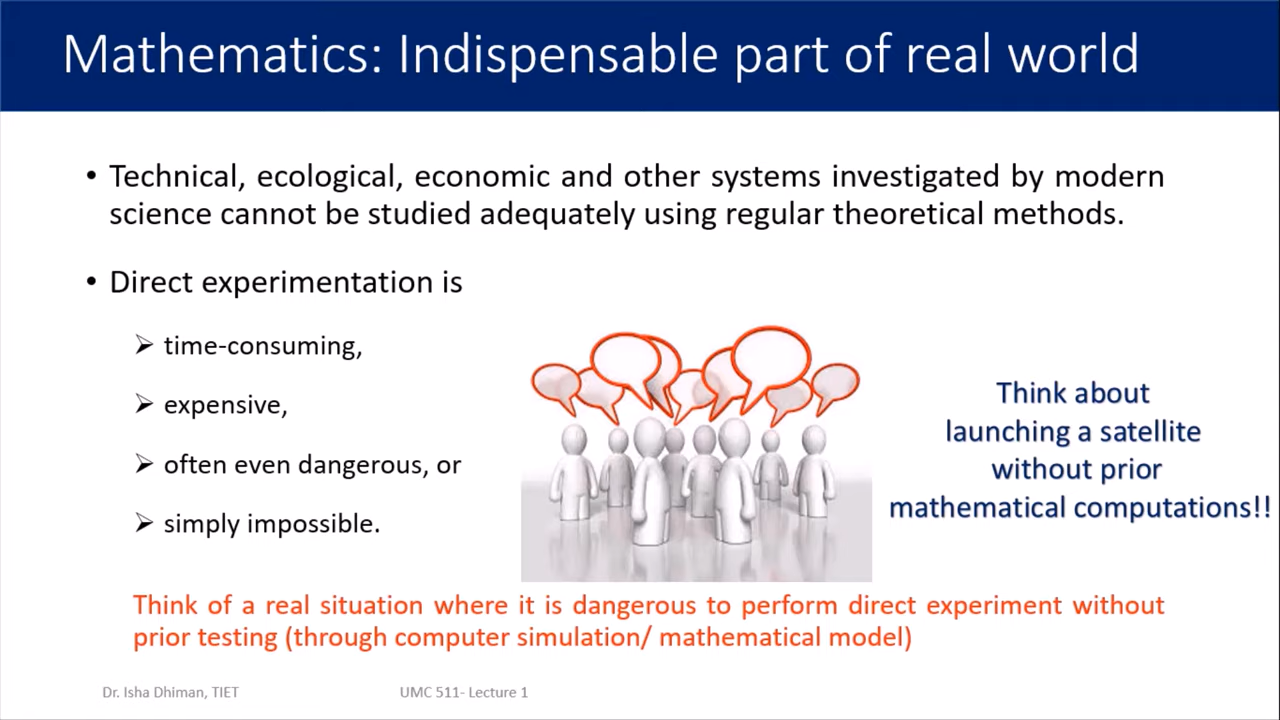 Mathematics: Indispensable part of real world
• Technical, ecological, economic and other systems investigated by modern
science cannot be studied adequately using regular theoretical methods.
• Direct experimentation is
➢ time-consuming,
➢ expensive,
➢ often even dangerous, or
➢ simply impossible.
Think about
launching a satellite
without prior
mathematical computations!!
Think of a real situation where it is dangerous to perform direct experiment without
prior testing (through computer simulation/ mathematical model)
Dr. Isha Dhiman, TIET
UMC 511- Lecture 1